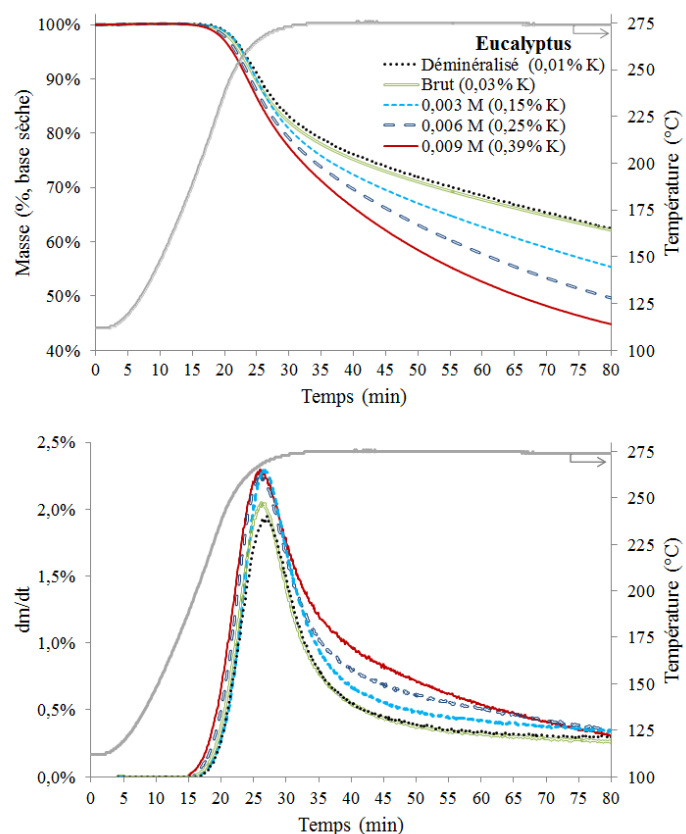 100%
90%
80%
70%
60%
50%
40%
Masse (%, base sèche)
Eucalyptus
Déminéralisé (0,01% K)
Brut (0,03% K)
0,003 M (0,15% K)
0,006 M (0,25% K)
0,009 M (0,39% K)
275
250
225
200
175
150
125
100
Température (°C)
0 5 10 15 20 25 30 35 40 45 50 55 60 65 70 75 80
Temps (min)
2,5%
2,0%
1,5%
1,0%
0,5%
0,0%
dm/dt
275
250
225
200
175
150
125
100
Température (°C)
0 5 10 15 20 25 30 35 40 45 50 55 60 65 70 75 80
Temps (min)